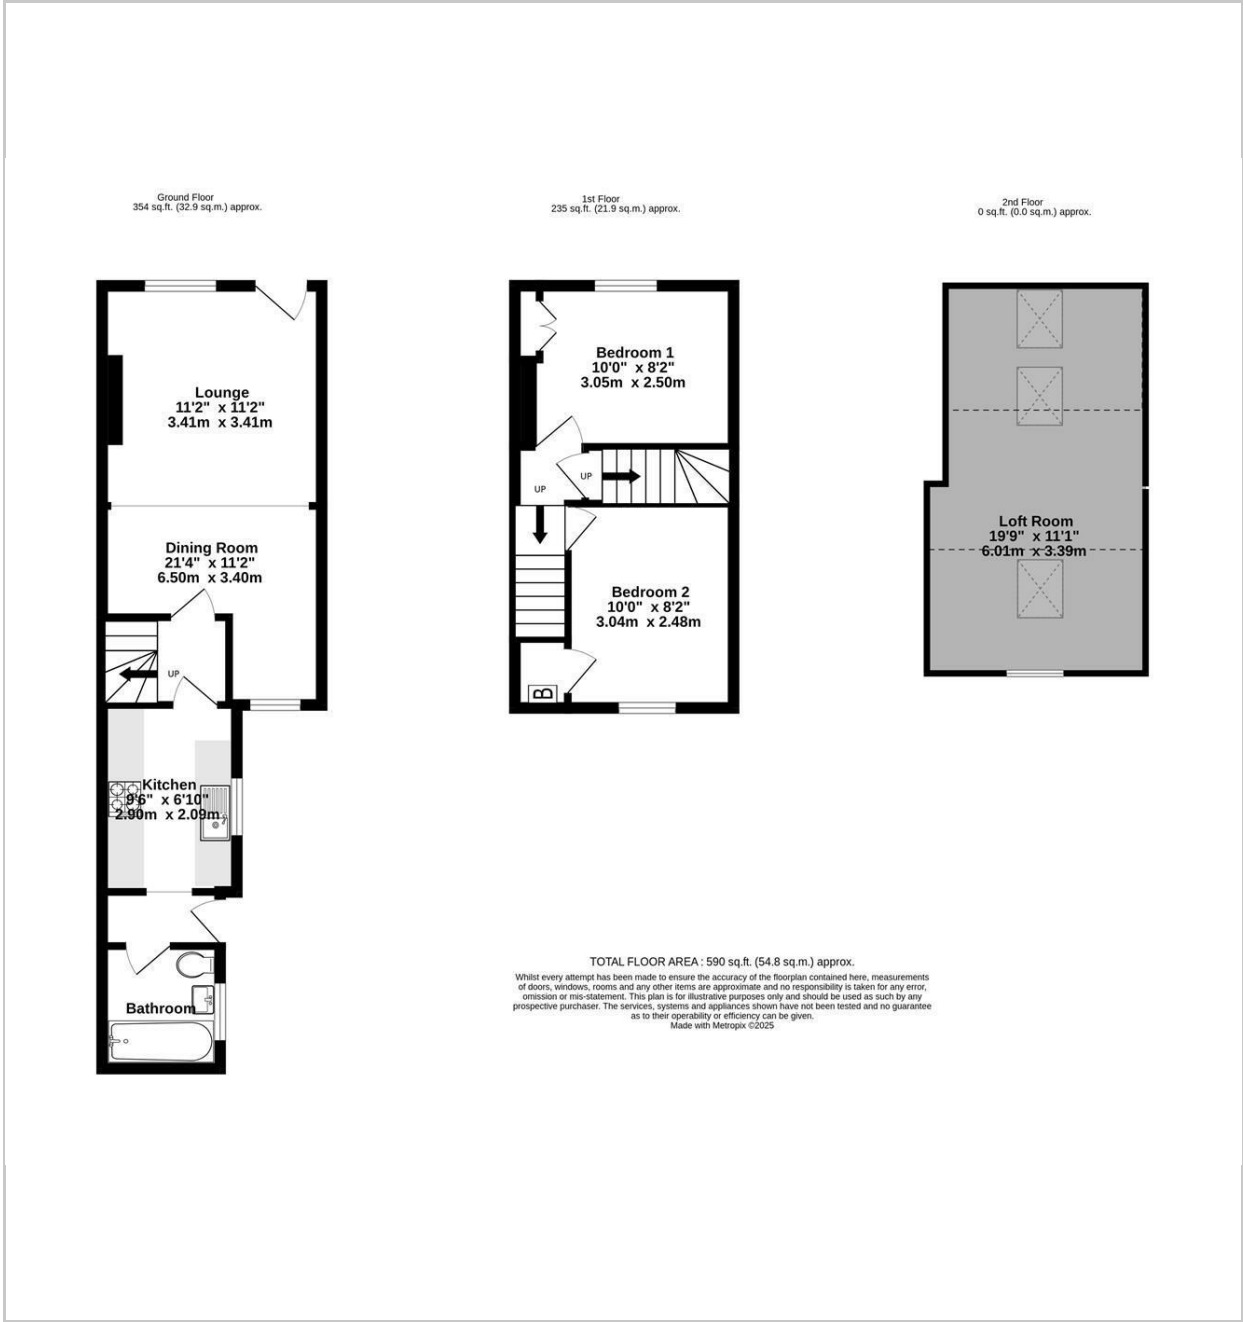 Ground Floor
354 sq.ft. (32.9 sq.m.) approx.
1st Floor
235 sq.ft. (21.9 sq.m.) approx.
2nd Floor
0 sq.ft. (0.0 sq.m.) approx.
Lounge
11'2" x 11'2"
3.41m x 3.41m
Dining Room
21'4" x 11'2"
6.50m x 3.40m
UP
Kitchen
9'6" x 6'10"
2.90m x 2.09m
Bathroom
Bedroom 1
10'0" x 8'2"
3.05m x 2.50m
UP
UP
Bedroom 2
10'0" x 8'2"
3.04m x 2.48m
B
Loft Room
19'9" x 11'1"
6.01m x 3.39m
TOTAL FLOOR AREA : 590 sq.ft. (54.8 sq.m.) approx.
Whilst every attempt has been made to ensure the accuracy of the floorplan contained here, measurements
of doors, windows, rooms and any other items are approximate and no responsibility is taken for any error,
omission or mis-statement. This plan is for illustrative purposes only and should be used as such by any
prospective purchaser. The services, systems and appliances shown have not been tested and no guarantee
as to their operability or efficiency can be given.
Made with Metropix ©2025